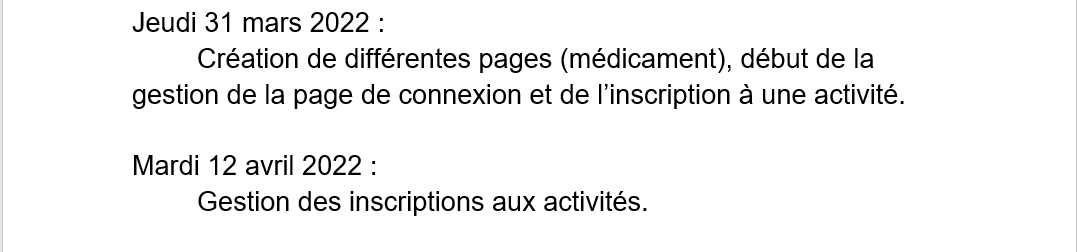 Jeudi 31 mars 2022 :
Création de différentes pages (médicament), début de la
gestion de la page de connexion et de l’inscription à une activité.
Mardi 12 avril 2022 :
Gestion des inscriptions aux activités.